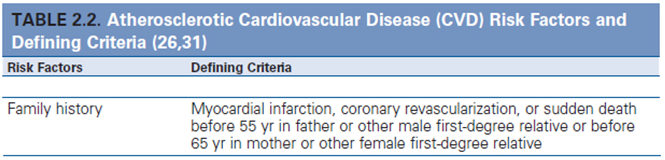 TABLE 2.2. Atherosclerotic Cardiovascular Disease (CVD) Risk Factors and
Defining Criteria (26,31)
Risk Factors Defining Criteria
Family history Myocardial infarction, coronary revascularization, or sudden death
before 55 yr in father or other male first-degree relative or before
65 yr in mother or other female first-degree relative